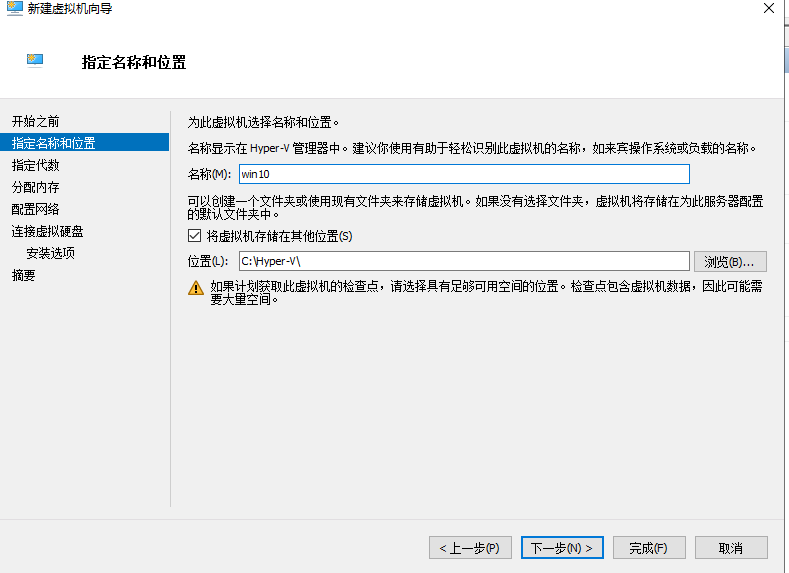 新建虚拟机向导
指定名称和位置
开始之前
指定名称和位置
指定代数
分配内存
配置网络
连接虚拟硬盘
安装选项
摘要
为此虚拟机选择名称和位置。
名称显示在 Hyper-V 管理器中。建议你使用有助于轻松识别此虚拟机的名称，如来宾操作系统或负载的名称。
名称(M): win10
可以创建一个文件夹或使用现有文件夹来存储虚拟机。如果没有选择文件夹，虚拟机将存储在为此服务器配置
的默认文件夹中。
将虚拟机存储在其他位置(S)
位置(L): C:\Hyper-V\ 浏览(B)...
如果计划获取此虚拟机的检查点，请选择具有足够可用空间的位置。检查点包含虚拟机数据，因此可能需
要大量空间。
< 上一步(P) 下一步(N) > 完成(F) 取消